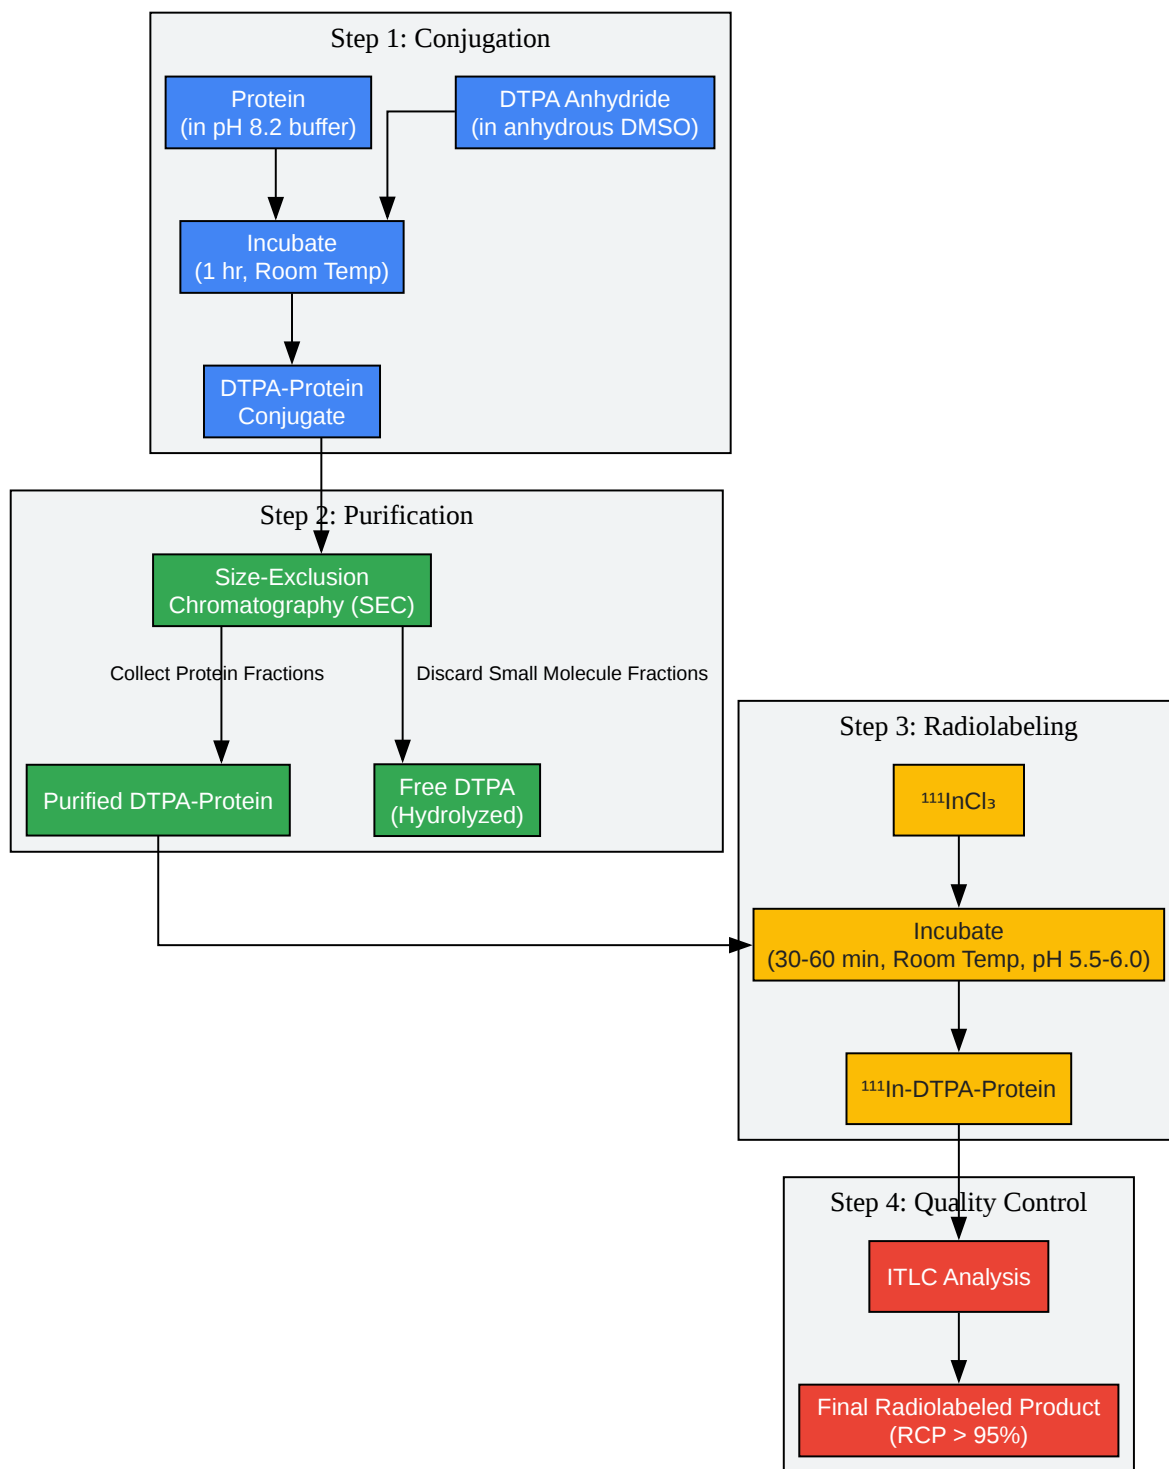 Step 1: Conjugation
Protein
(in pH 8.2 buffer)
DTPA Anhydride
(in anhydrous DMSO)
Incubate
(1 hr, Room Temp)
DTPA-Protein
Conjugate
Step 2: Purification
Size-Exclusion
Chromatography (SEC)
Collect Protein Fractions
Discard Small Molecule Fractions
Purified DTPA-Protein
Free DTPA
(Hydrolyzed)
Step 3: Radiolabeling
¹¹¹InCl₃
Incubate
(30-60 min, Room Temp, pH 5.5-6.0)
¹¹¹In-DTPA-Protein
Step 4: Quality Control
ITLC Analysis
Final Radiolabeled Product
(RCP > 95%)